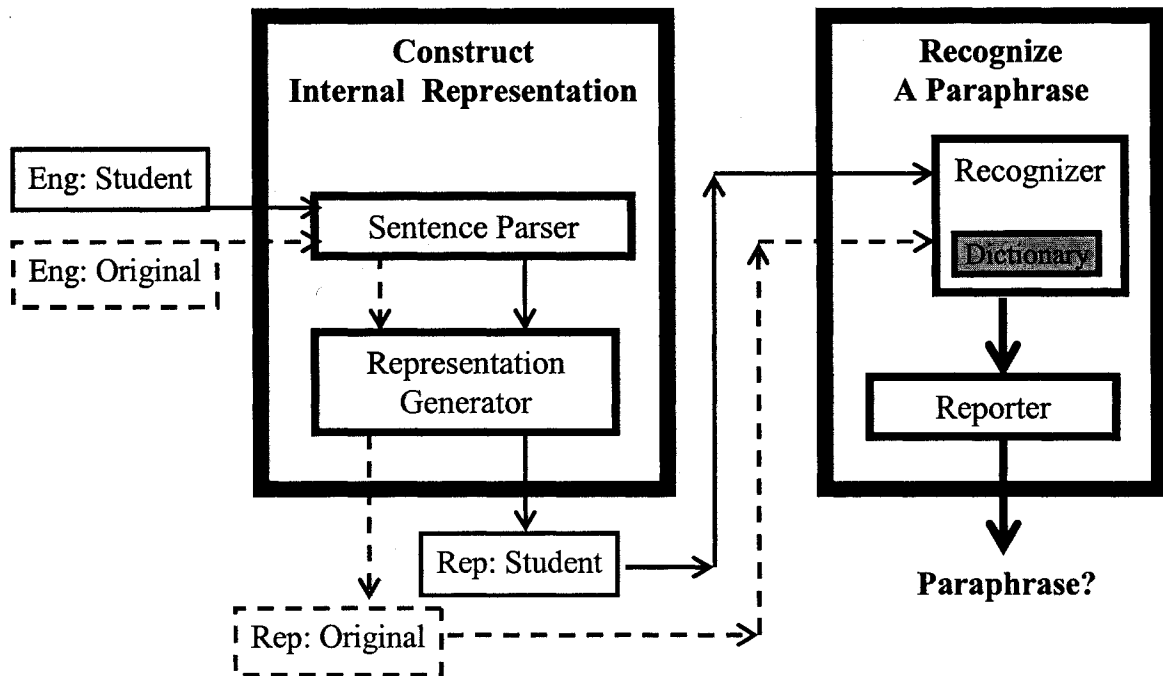 Construct
Internal Representation
Recognize
A Paraphrase
Eng: Student
Eng: Original
Sentence Parser
Representation
Generator
Rep: Student
Rep: Original
Recognizer
Dictionary
Reporter
Paraphrase?